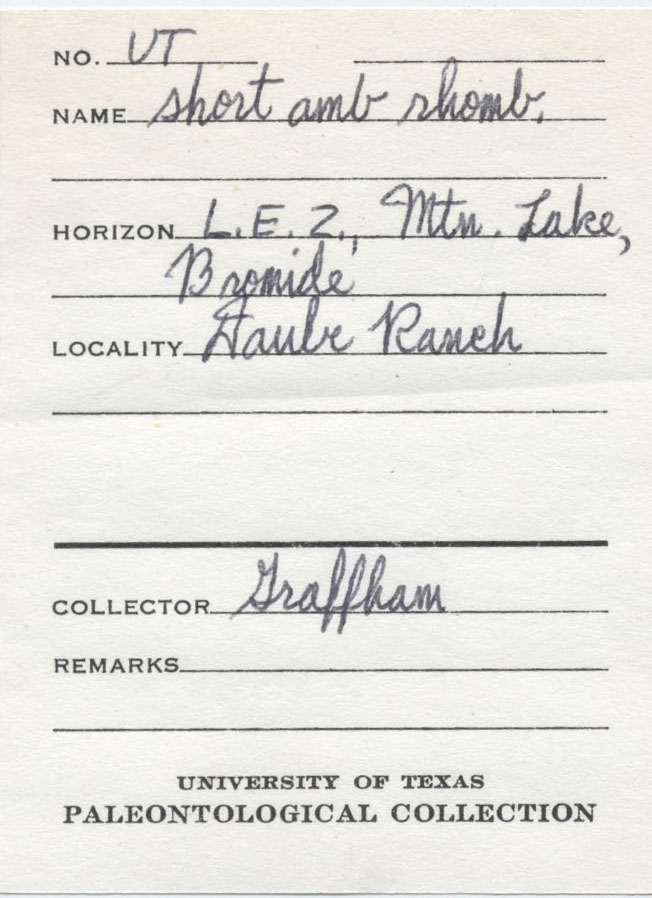 NO. UT
NAME short amb rhomb.
HORIZON L.E.Z., Mtn. Lake,
Bromide
LOCALITY Daube Ranch
COLLECTOR Graffham
REMARKS
UNIVERSITY OF TEXAS
PALEONTOLOGICAL COLLECTION